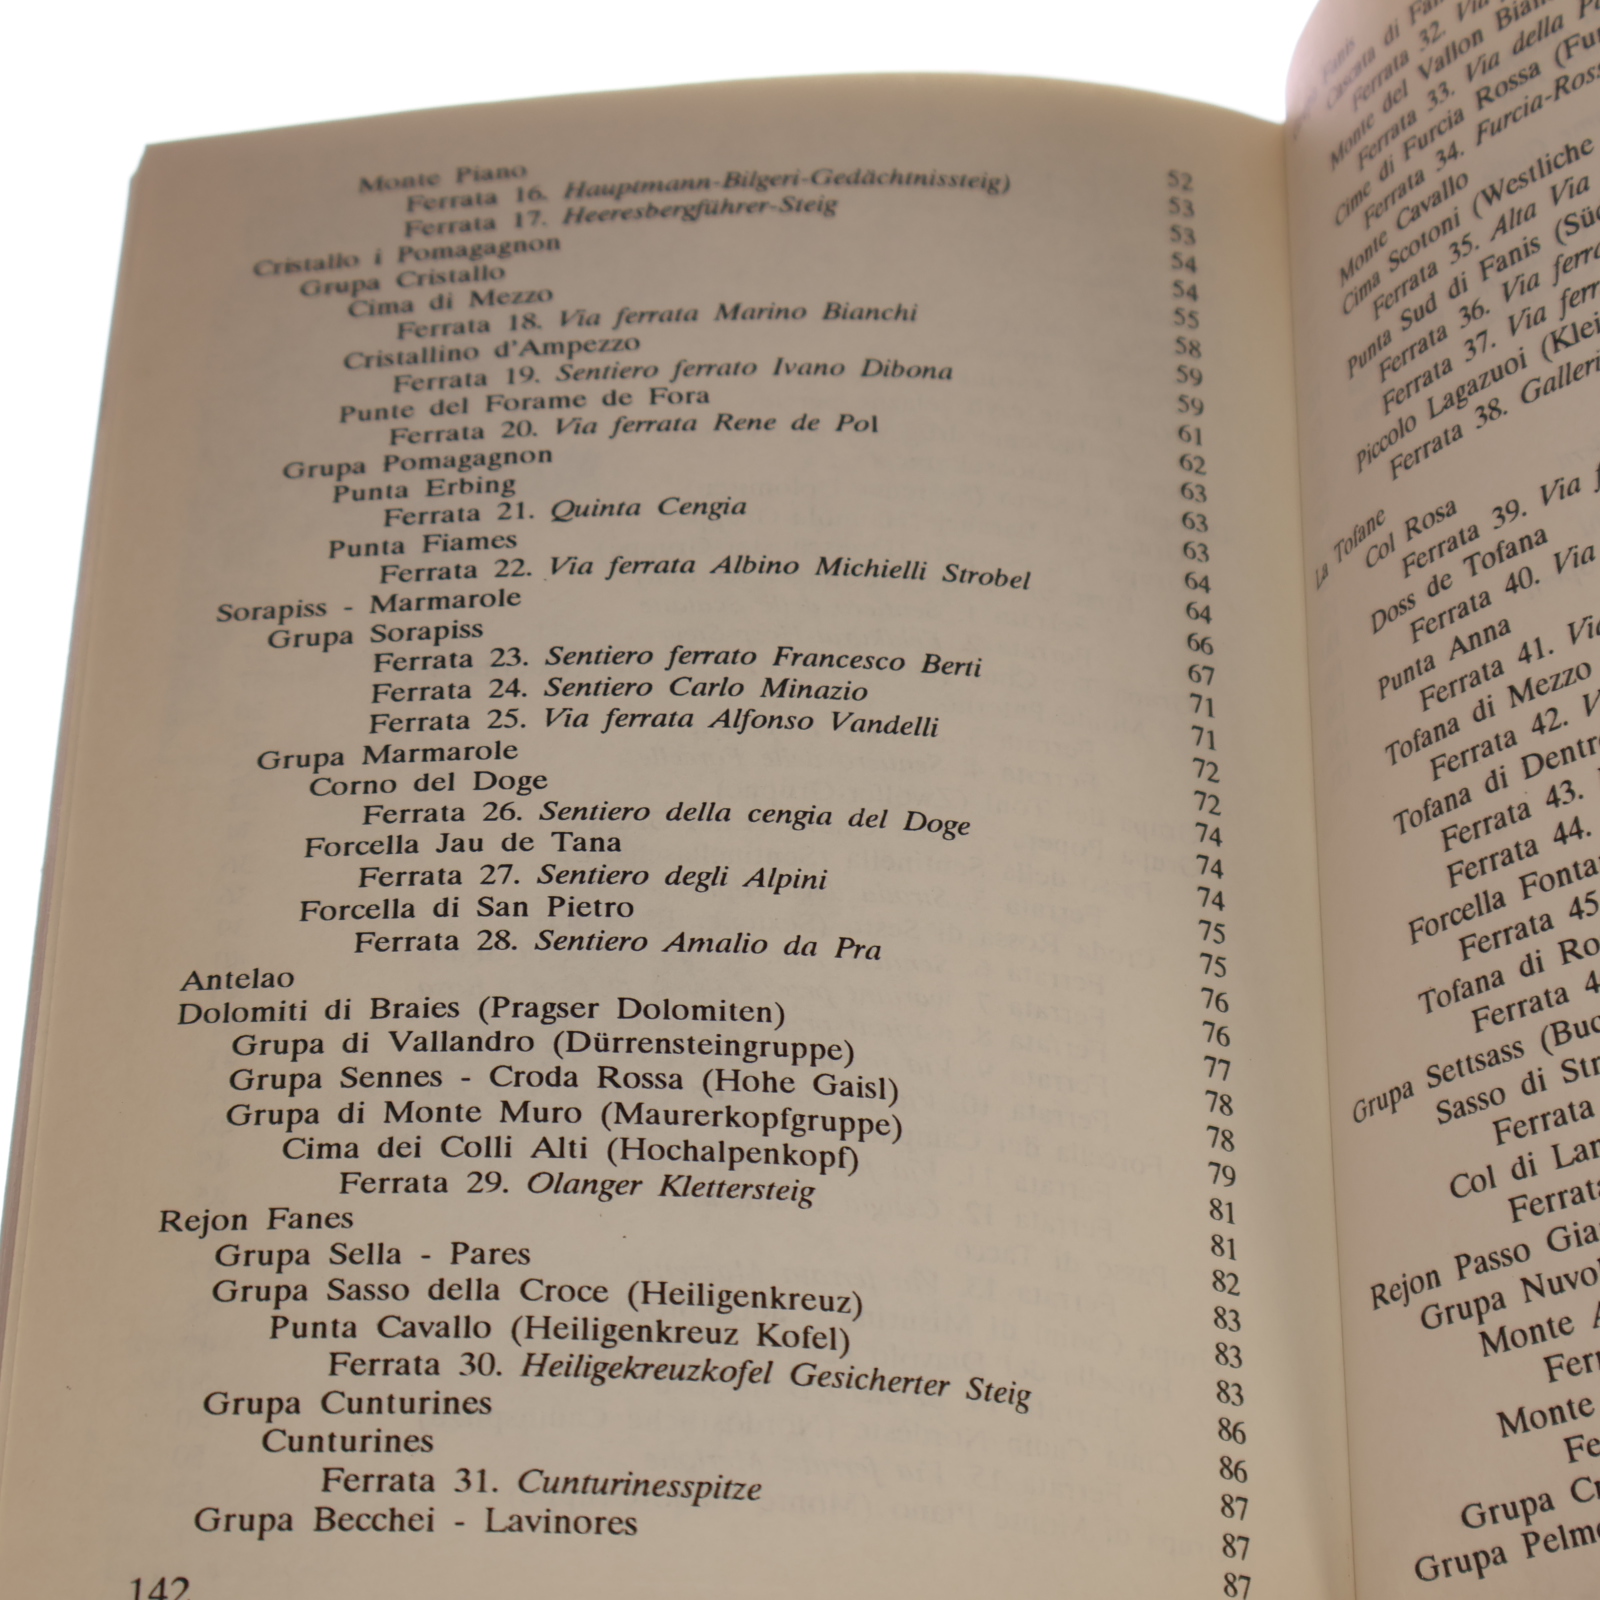 Monte Piano 52
Ferrata 16. Hauptmann-Bilgeri-Gedächtnissteig) 53
Ferrata 17. Heeresbergführer-Steig 53
Cristallo i Pomagagnon 54
Grupa Cristallo 54
Cima di Mezzo 55
Ferrata 18. Via ferrata Marino Bianchi 58
Cristallino d'Ampezzo 59
Ferrata 19. Sentiero ferrato Ivano Dibona 59
Punte del Forame de Fora 61
Ferrata 20. Via ferrata Rene de Pol 62
Grupa Pomagagnon 63
Punta Erbing 63
Ferrata 21. Quinta Cengia 63
Punta Fiames 64
Ferrata 22. Via ferrata Albino Michielli Strobel 64
Sorapiss - Marmarole 66
Grupa Sorapiss 67
Ferrata 23. Sentiero ferrato Francesco Berti 71
Ferrata 24. Sentiero Carlo Minazio 71
Ferrata 25. Via ferrata Alfonso Vandelli 72
Grupa Marmarole 72
Corno del Doge 74
Ferrata 26. Sentiero della cengia del Doge 74
Forcella Jau de Tana 74
Ferrata 27. Sentiero degli Alpini 75
Forcella di San Pietro 75
Ferrata 28. Sentiero Amalio da Pra 76
Antelao 76
Dolomiti di Braies (Pragser Dolomiten) 77
Grupa di Vallandro (Dürrensteingruppe) 78
Grupa Sennes - Croda Rossa (Hohe Gaisl) 78
Grupa di Monte Muro (Maurerkopfgruppe) 79
Cima dei Colli Alti (Hochalpenkopf) 81
Ferrata 29. Olanger Klettersteig 81
Rejon Fanes 82
Grupa Sella - Pares 83
Grupa Sasso della Croce (Heiligenkreuz) 83
Punta Cavallo (Heiligenkreuz Kofel) 83
Ferrata 30. Heiligekreuzkofel Gesicherter Steig 86
Grupa Cunturines 86
Cunturines 87
Ferrata 31. Cunturinesspitze 87
Grupa Becchei - Lavinores 87
142
Fanis
Cascata di
Ferrata 32. Via
Monte del Vallon
Ferrata 33. Via della
Cime di Furcia Rossa
Ferrata 34.
Monte Cavallo
Cima Scotoni (Westliche
Ferrata 35. Alta Via
Punta Sud di Fanis
Ferrata 36. Via
Ferrata 37. Via
Piccolo Lagazuoi
Ferrata 38.
La Tofane
Col Rosa
Ferrata 39. Via
Doss de Tofana
Ferrata 40. Via
Punta Anna
Ferrata 41.
Tofana di Mezzo
Ferrata 42.
Tofana di
Ferrata 43.
Ferrata 44.
Forcella
Ferrata 45
Tofana di
Ferrata
Grupa Settsass
Sasso di
Ferrata
Col di
Rejon Passo
Grupa
Monte
Monte
Grupa
Grupa